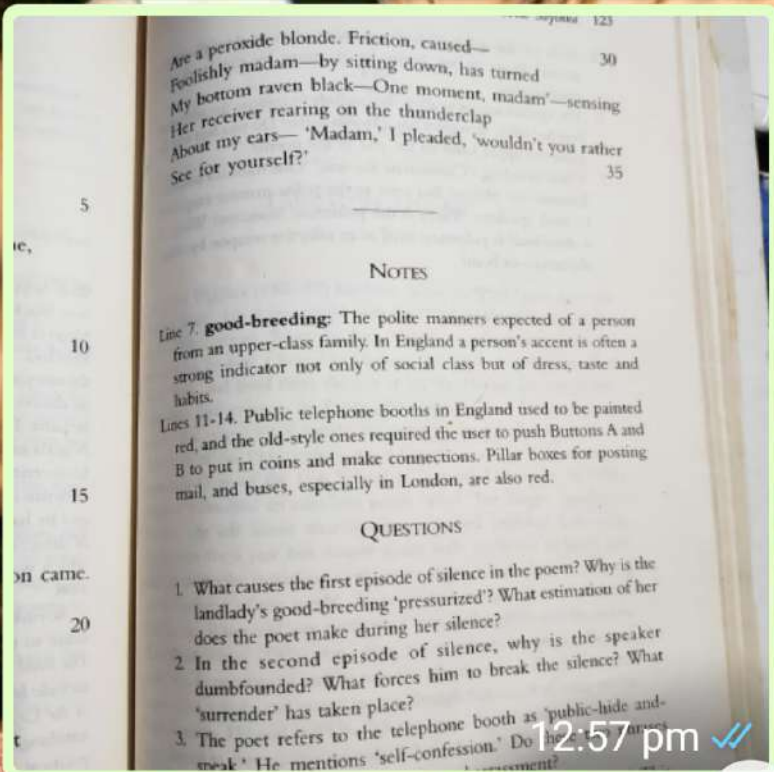 123
Are a peroxide blonde. Friction, caused—
30
Foolishly madam—by sitting down, has turned
My bottom raven black—One moment, madam'—sensing
Her receiver rearing on the thunderclap
About my ears— 'Madam,' I pleaded, 'wouldn't you rather
See for yourself?'
35
5
10
15
on came.
20
NOTES
Line 7. good-breeding: The polite manners expected of a person
from an upper-class family. In England a person's accent is often a
strong indicator not only of social class but of dress, taste and
habits.
Lines 11-14. Public telephone booths in England used to be painted
red, and the old-style ones required the user to push Buttons A and
B to put in coins and make connections. Pillar boxes for posting
mail, and buses, especially in London, are also red.
QUESTIONS
1. What causes the first episode of silence in the poem? Why is the
landlady's good-breeding 'pressurized'? What estimation of her
does the poet make during her silence?
2 In the second episode of silence, why is the speaker
dumbfounded? What forces him to break the silence? What
'surrender' has taken place?
3. The poet refers to the telephone booth as 'public-hide and-
speak.' He mentions 'self-confession.' Do these phrases
12:57 pm